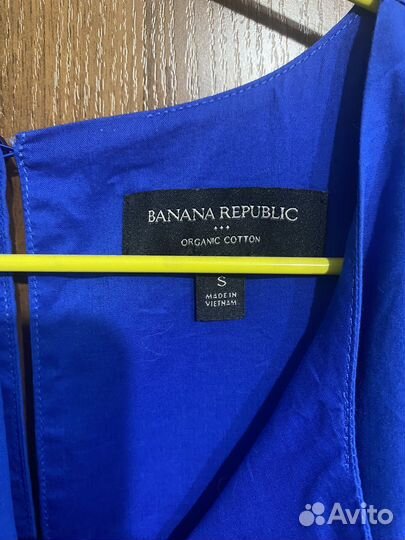 BANANA REPUBLIC
ORGANIC COTTON
S
MADE IN
VIETNAM
Avito